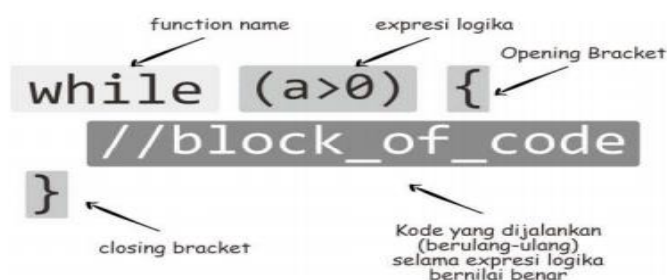 function name
expresi logika
Opening Bracket
while (a>0) {
//block_of_code
}
closing bracket
Kode yang dijalankan
(berulang-ulang)
selama expresi logika
bernilai benar